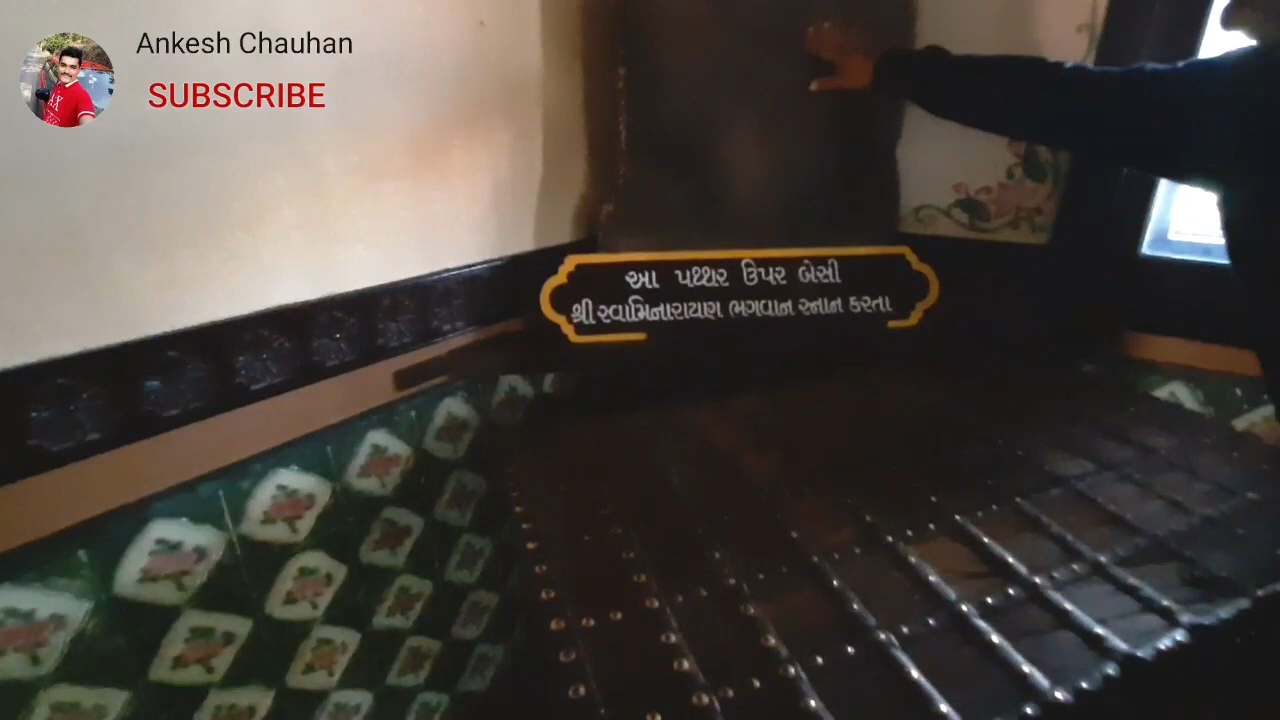 Ankesh Chauhan
SUBSCRIBE
આ પથ્થર ઉપર બેસી
શ્રી સ્વામિનારાયણ ભગવાન સ્નાન કરતા